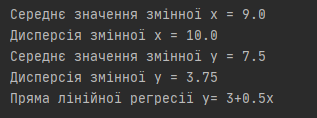 Середнє значення змінної x = 9.0
Дисперсія змінної x = 10.0
Середнє значення змінної y = 7.5
Дисперсія змінної y = 3.75
Пряма лінійної регресії y= 3+0.5x